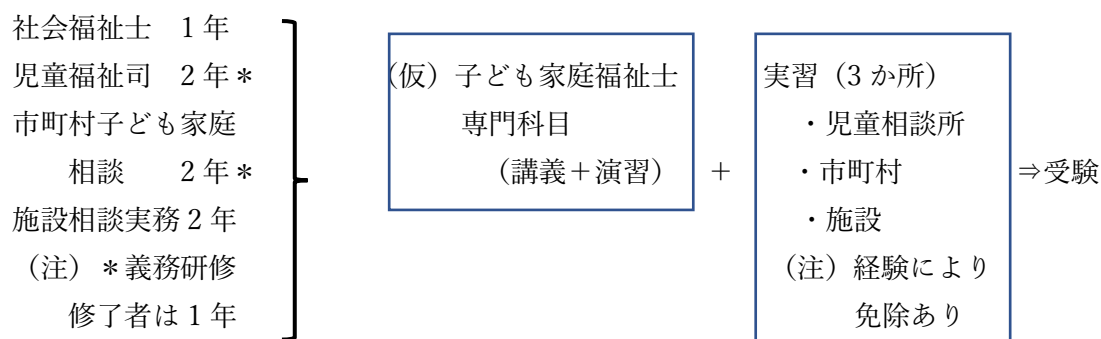 社会福祉士 1年
児童福祉司 2年＊
市町村子ども家庭
相談 2年＊
施設相談実務2年
（注）＊義務研修
修了者は1年
（仮）子ども家庭福祉士
専門科目
（講義＋演習）
＋
実習（3か所）
・児童相談所
・市町村
・施設
（注）経験により
免除あり
⇒受験